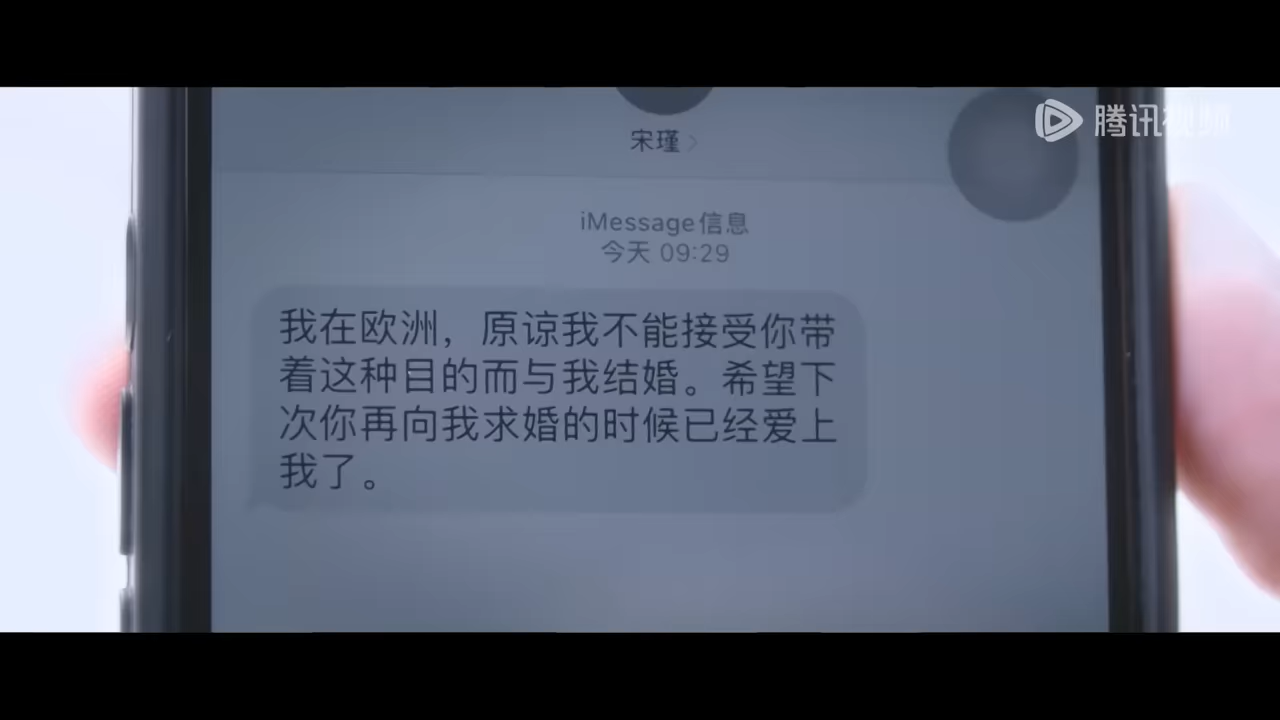 腾讯视频
宋瑾
iMessage信息
今天 09:29
我在欧洲，原谅我不能接受你带
着这种目的而与我结婚。希望下
次你再向我求婚的时候已经爱上
我了。